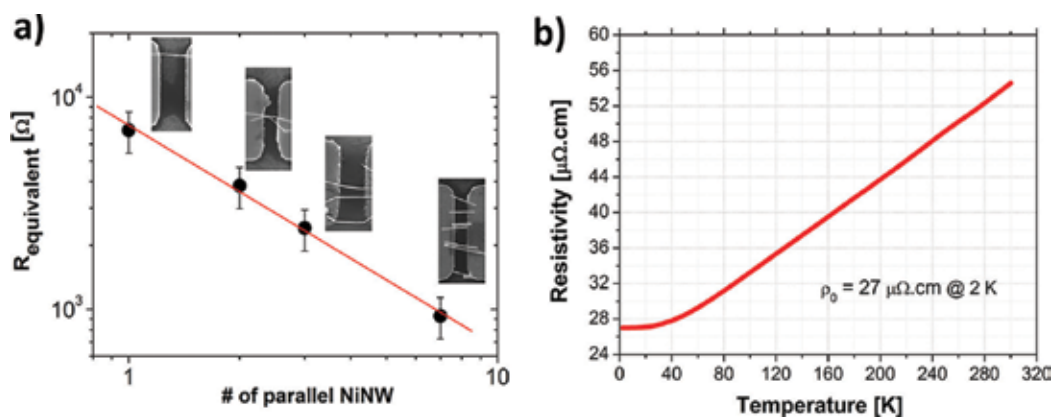 a)
10⁴
10³
R_equivalent [Ω]
1
10
# of parallel NiNW
b)
60
56
52
48
44
40
36
32
28
24
Resistivity [μΩ.cm]
ρ₀ = 27 μΩ.cm @ 2 K
0 40 80 120 160 200 240 280 320
Temperature [K]